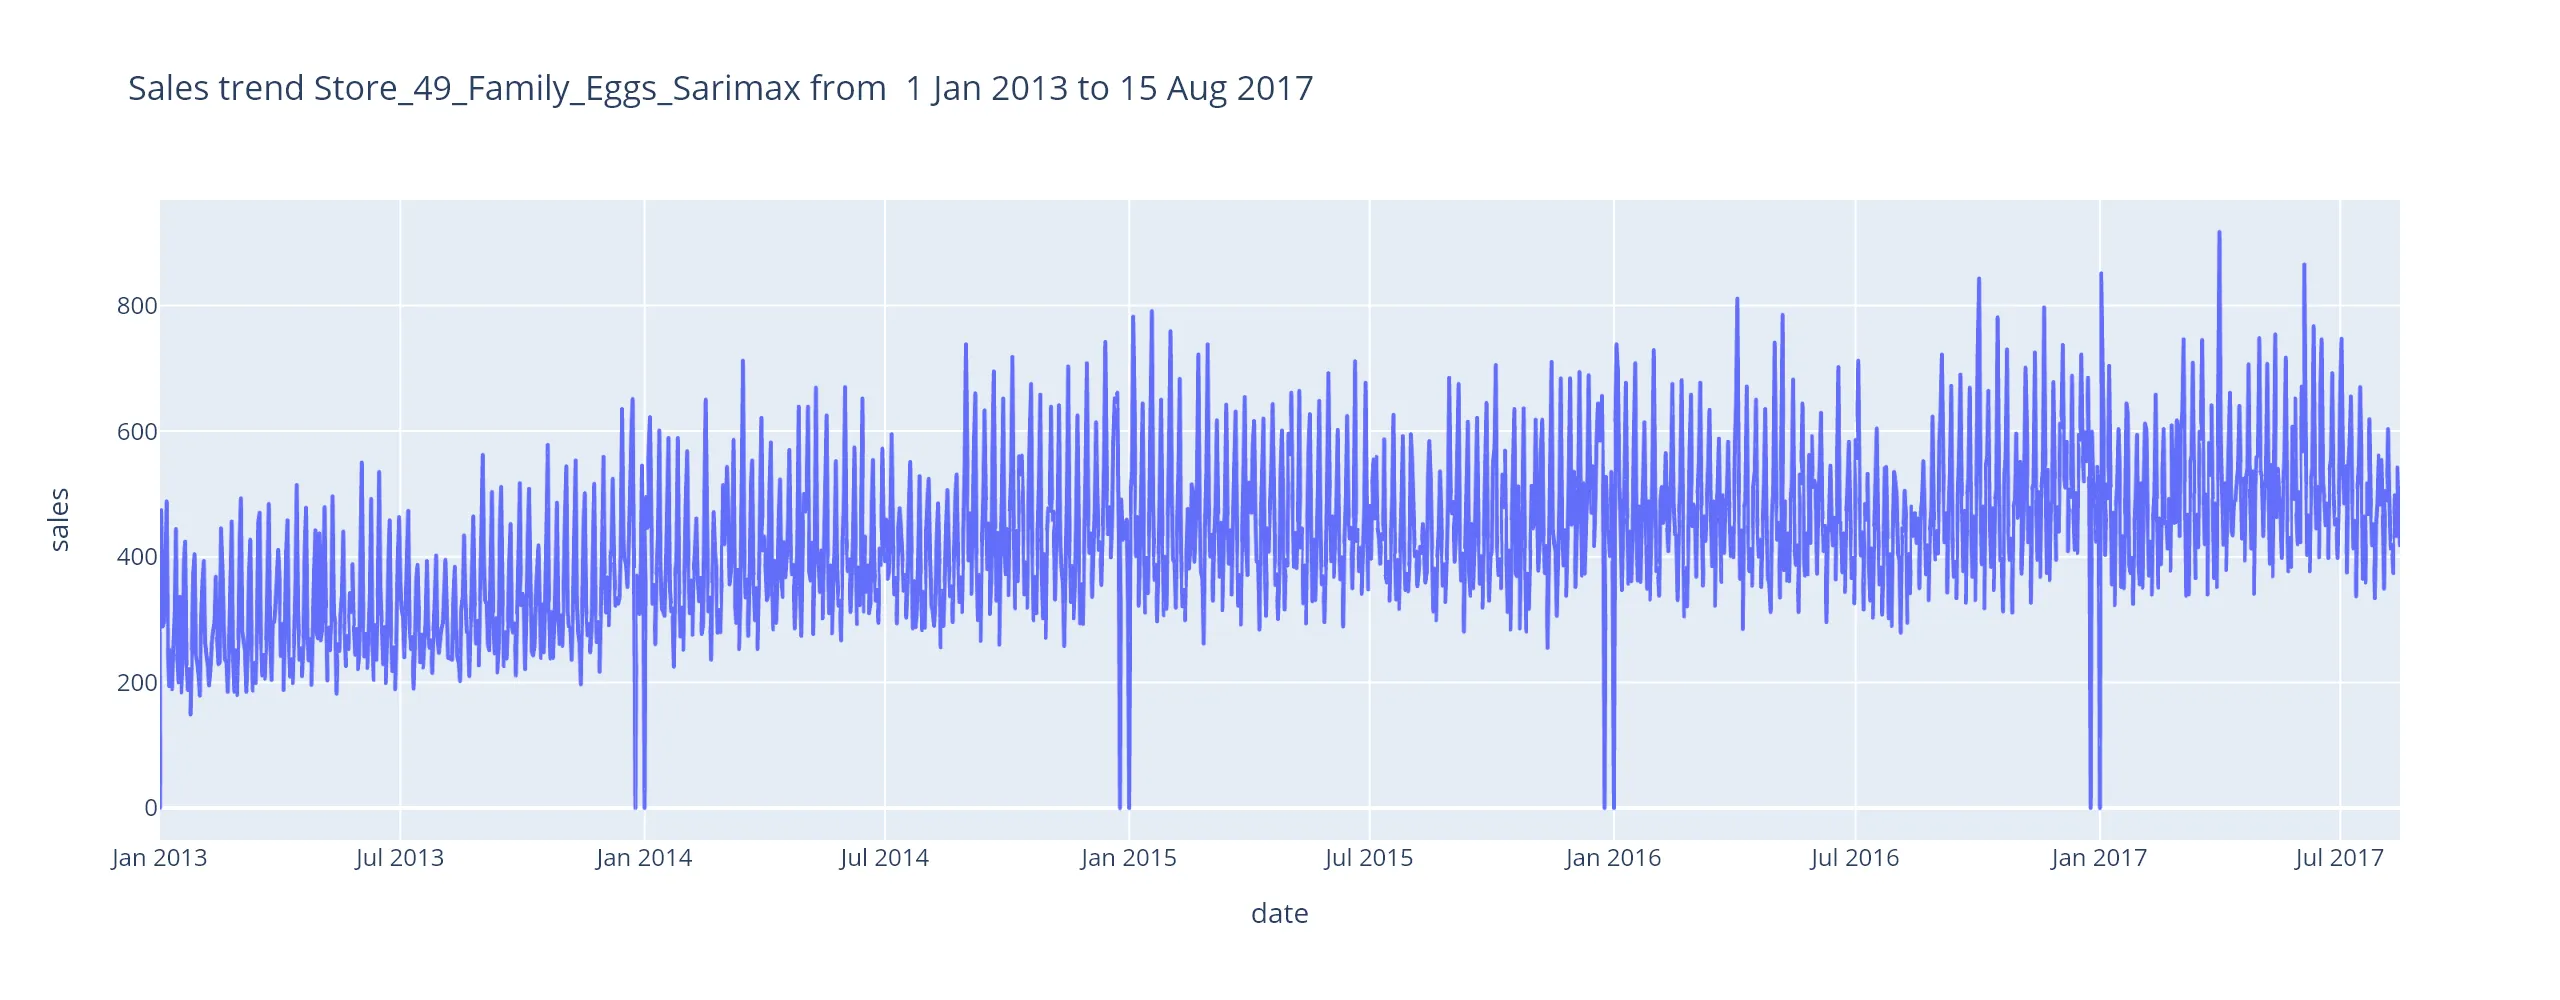 Sales trend Store_49_Family_Eggs_Sarimax from  1 Jan 2013 to 15 Aug 2017
800
600
400
200
0
sales
Jan 2013 Jul 2013 Jan 2014 Jul 2014 Jan 2015 Jul 2015 Jan 2016 Jul 2016 Jan 2017 Jul 2017
date